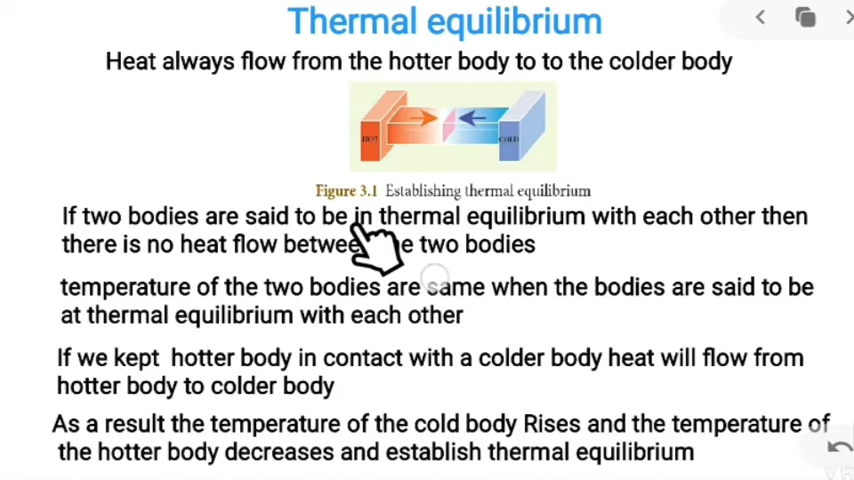 Thermal equilibrium
Heat always flow from the hotter body to to the colder body
HOT
COLD
Figure 3.1 Establishing thermal equilibrium
If two bodies are said to be in thermal equilibrium with each other then
there is no heat flow between the two bodies
temperature of the two bodies are same when the bodies are said to be
at thermal equilibrium with each other
If we kept hotter body in contact with a colder body heat will flow from
hotter body to colder body
As a result the temperature of the cold body Rises and the temperature of
the hotter body decreases and establish thermal equilibrium
VR